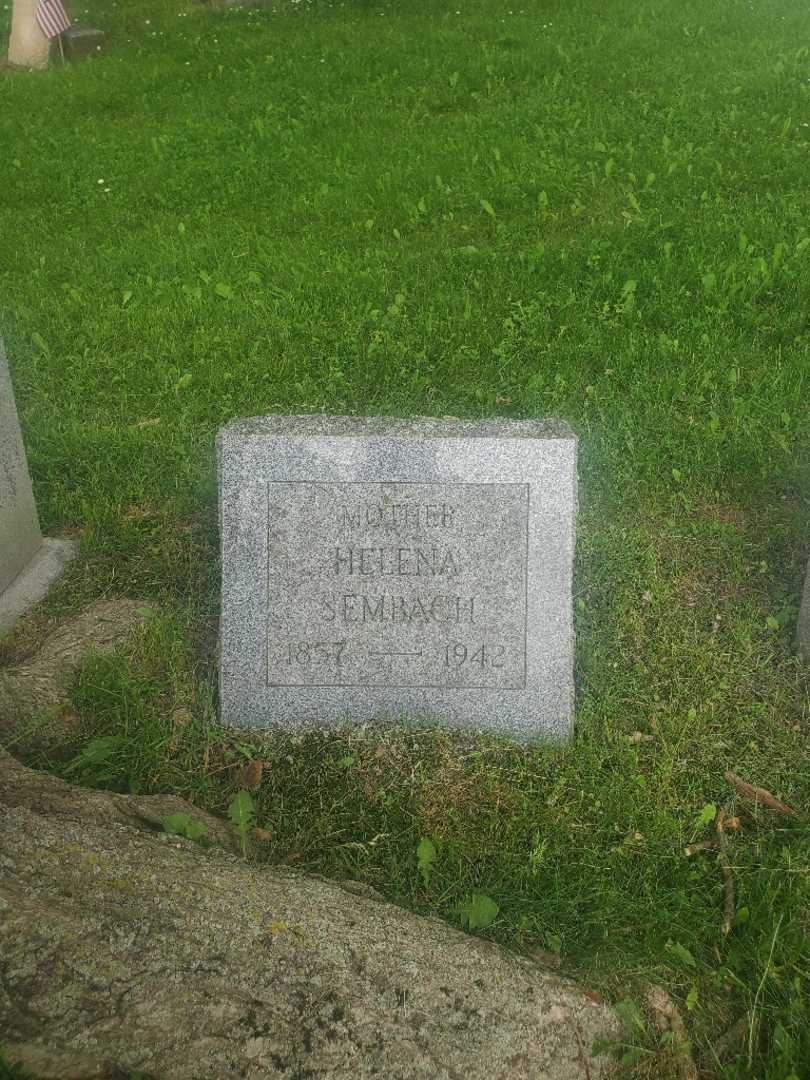 MOTHER
HELENA
SEMBACH
1857 — 1942